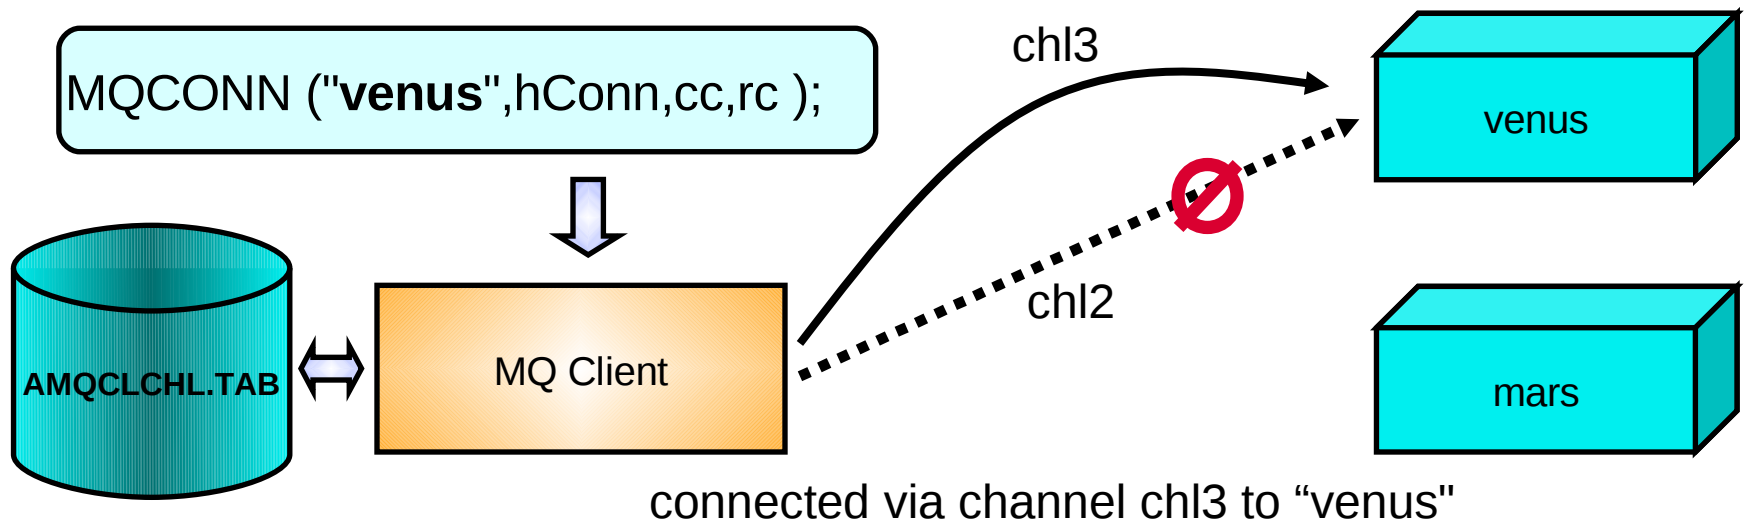 MQCONN ("venus",hConn,cc,rc );
chl3
venus
chl2
AMQCLCHL.TAB
MQ Client
mars
connected via channel chl3 to “venus"